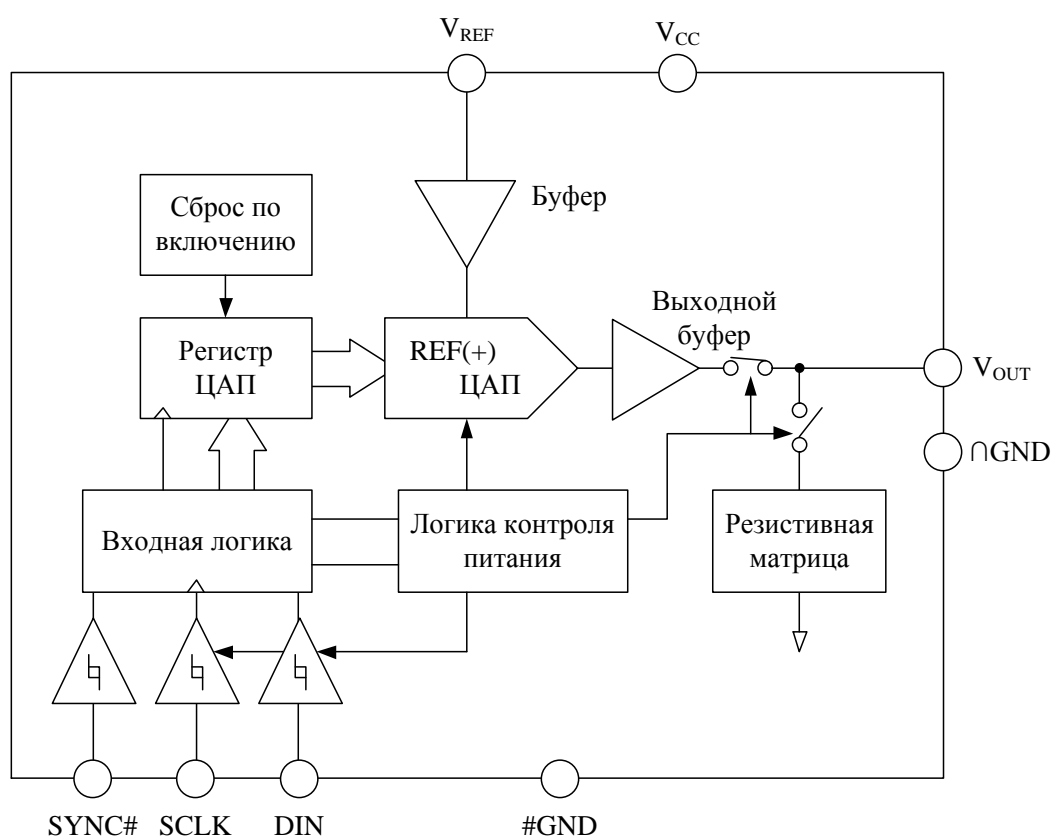 V_REF
V_CC
Сброс по
включению
Буфер
Выходной
буфер
Регистр
ЦАП
REF(+)
ЦАП
V_OUT
∩GND
Входная логика
Логика контроля
питания
Резистивная
матрица
SYNC#
SCLK
DIN
#GND